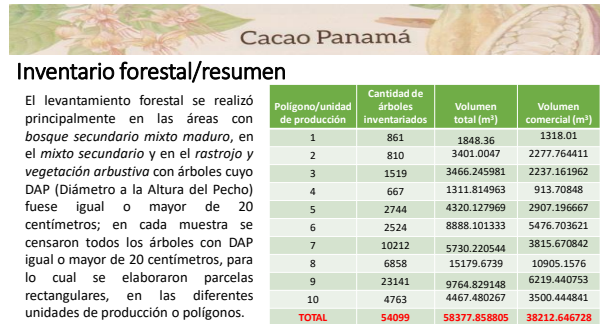 Cacao Panamá
Inventario forestal/resumen
El levantamiento forestal se realizó
principalmente en las áreas con
bosque secundario mixto maduro, en
el mixto secundario y en el rastrojo y
vegetación arbustiva con árboles cuyo
DAP (Diámetro a la Altura del Pecho)
fuese igual o mayor de 20
centímetros; en cada muestra se
censaron todos los árboles con DAP
igual o mayor de 20 centímetros, para
lo cual se elaboraron parcelas
rectangulares, en las diferentes
unidades de producción o polígonos.
Polígono/unidad de producción Cantidad de árboles inventariados Volumen total (m³) Volumen comercial (m³)
1 861 1848.36 1318.01
2 810 3401.0047 2277.764411
3 1519 3466.245981 2237.161962
4 667 1311.814963 913.70848
5 2744 4320.127969 2907.196667
6 2524 8888.101333 5476.703621
7 10212 5730.220544 3815.670842
8 6858 15179.6739 10905.1576
9 23141 9764.829148 6219.440753
10 4763 4467.480267 3500.444841
TOTAL 54099 58377.858805 38212.646728